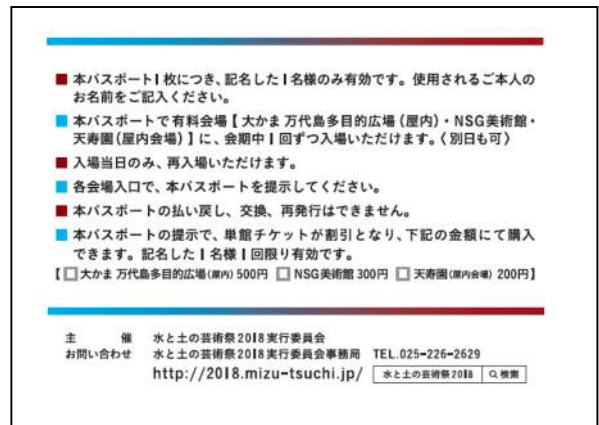 ■ 本パスポート1枚につき、記名した1名様のみ有効です。使用されるご本人の
お名前をご記入ください。
■ 本パスポートで有料会場【大かま 万代島多目的広場(屋内)・NSG美術館・
天寿園(屋内会場)】に、会期中1回ずつ入場いただけます。〈別日も可〉
■ 入場当日のみ、再入場いただけます。
■ 各会場入口で、本パスポートを提示してください。
■ 本パスポートの払い戻し、交換、再発行はできません。
■ 本パスポートの提示で、単館チケットが割引となり、下記の金額にて購入
できます。記名した1名様1回限り有効です。
【□大かま 万代島多目的広場(屋内)500円 □NSG美術館300円 □天寿園(屋内会場)200円】
主　　催　水と土の芸術祭2018実行委員会
お問い合わせ　水と土の芸術祭2018実行委員会事務局　TEL.025-226-2629
http://2018.mizu-tsuchi.jp/　水と土の芸術祭2018　検索